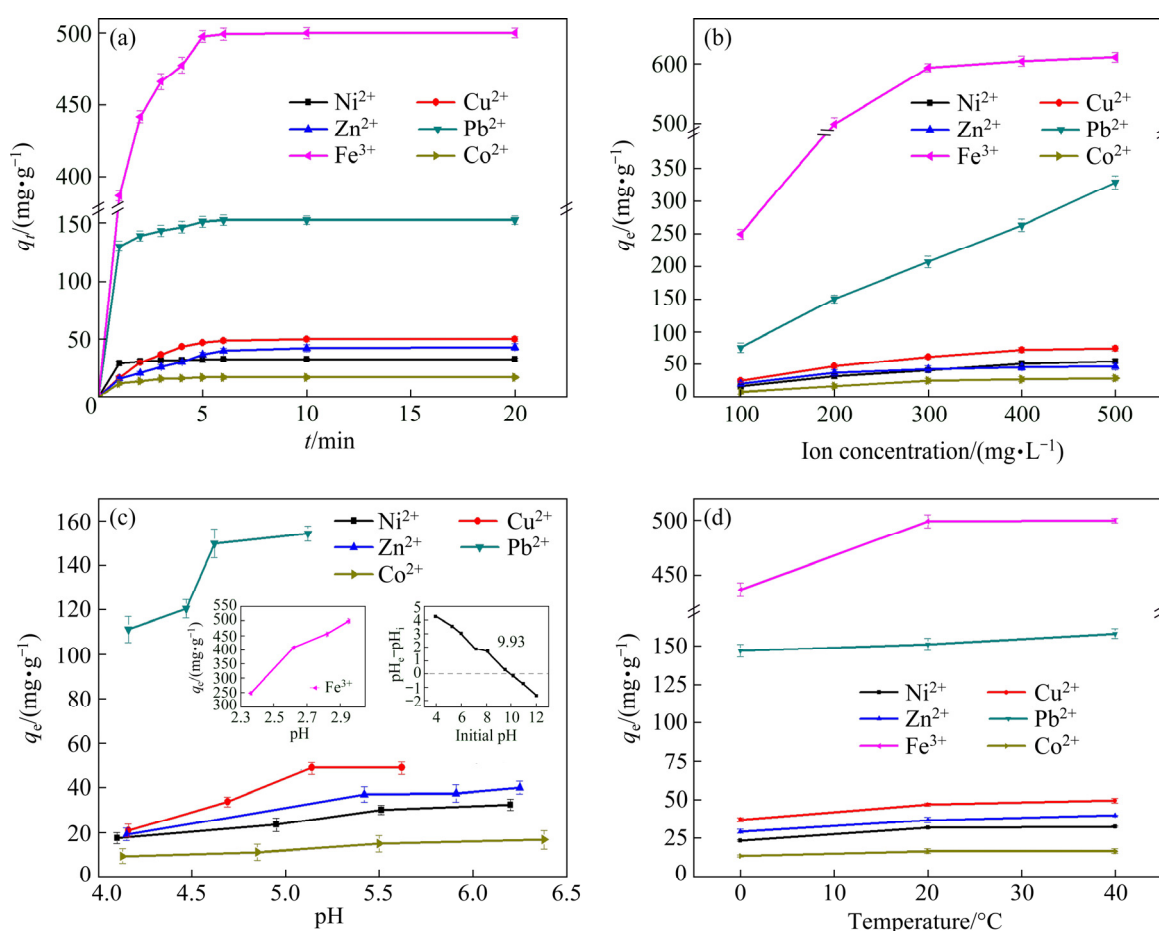 (a)
500
450
400
150
100
50
0
5
10
15
20
qt/(mg•g⁻¹)
t/min
Ni²⁺ Cu²⁺
Zn²⁺ Pb²⁺
Fe³⁺ Co²⁺
(b)
600
500
350
300
250
200
150
100
50
0
100
200
300
400
500
qe/(mg•g⁻¹)
Ion concentration/(mg•L⁻¹)
Ni²⁺ Cu²⁺
Zn²⁺ Pb²⁺
Fe³⁺ Co²⁺
(c)
160
140
120
100
80
60
40
20
0
4.0
4.5
5.0
5.5
6.0
6.5
qe/(mg•g⁻¹)
pH
Ni²⁺ Cu²⁺
Zn²⁺ Pb²⁺
Co²⁺
550
500
450
400
350
300
250
200
2.3
2.5
2.7
2.9
qe/(mg•g⁻¹)
pH
Fe³⁺
5
4
3
2
1
0
−1
−2
4
6
8
10
12
pHe−pHi
Initial pH
9.93
(d)
500
450
150
125
100
75
50
25
0
0
10
20
30
40
qe/(mg•g⁻¹)
Temperature/°C
Ni²⁺ Cu²⁺
Zn²⁺ Pb²⁺
Fe³⁺ Co²⁺